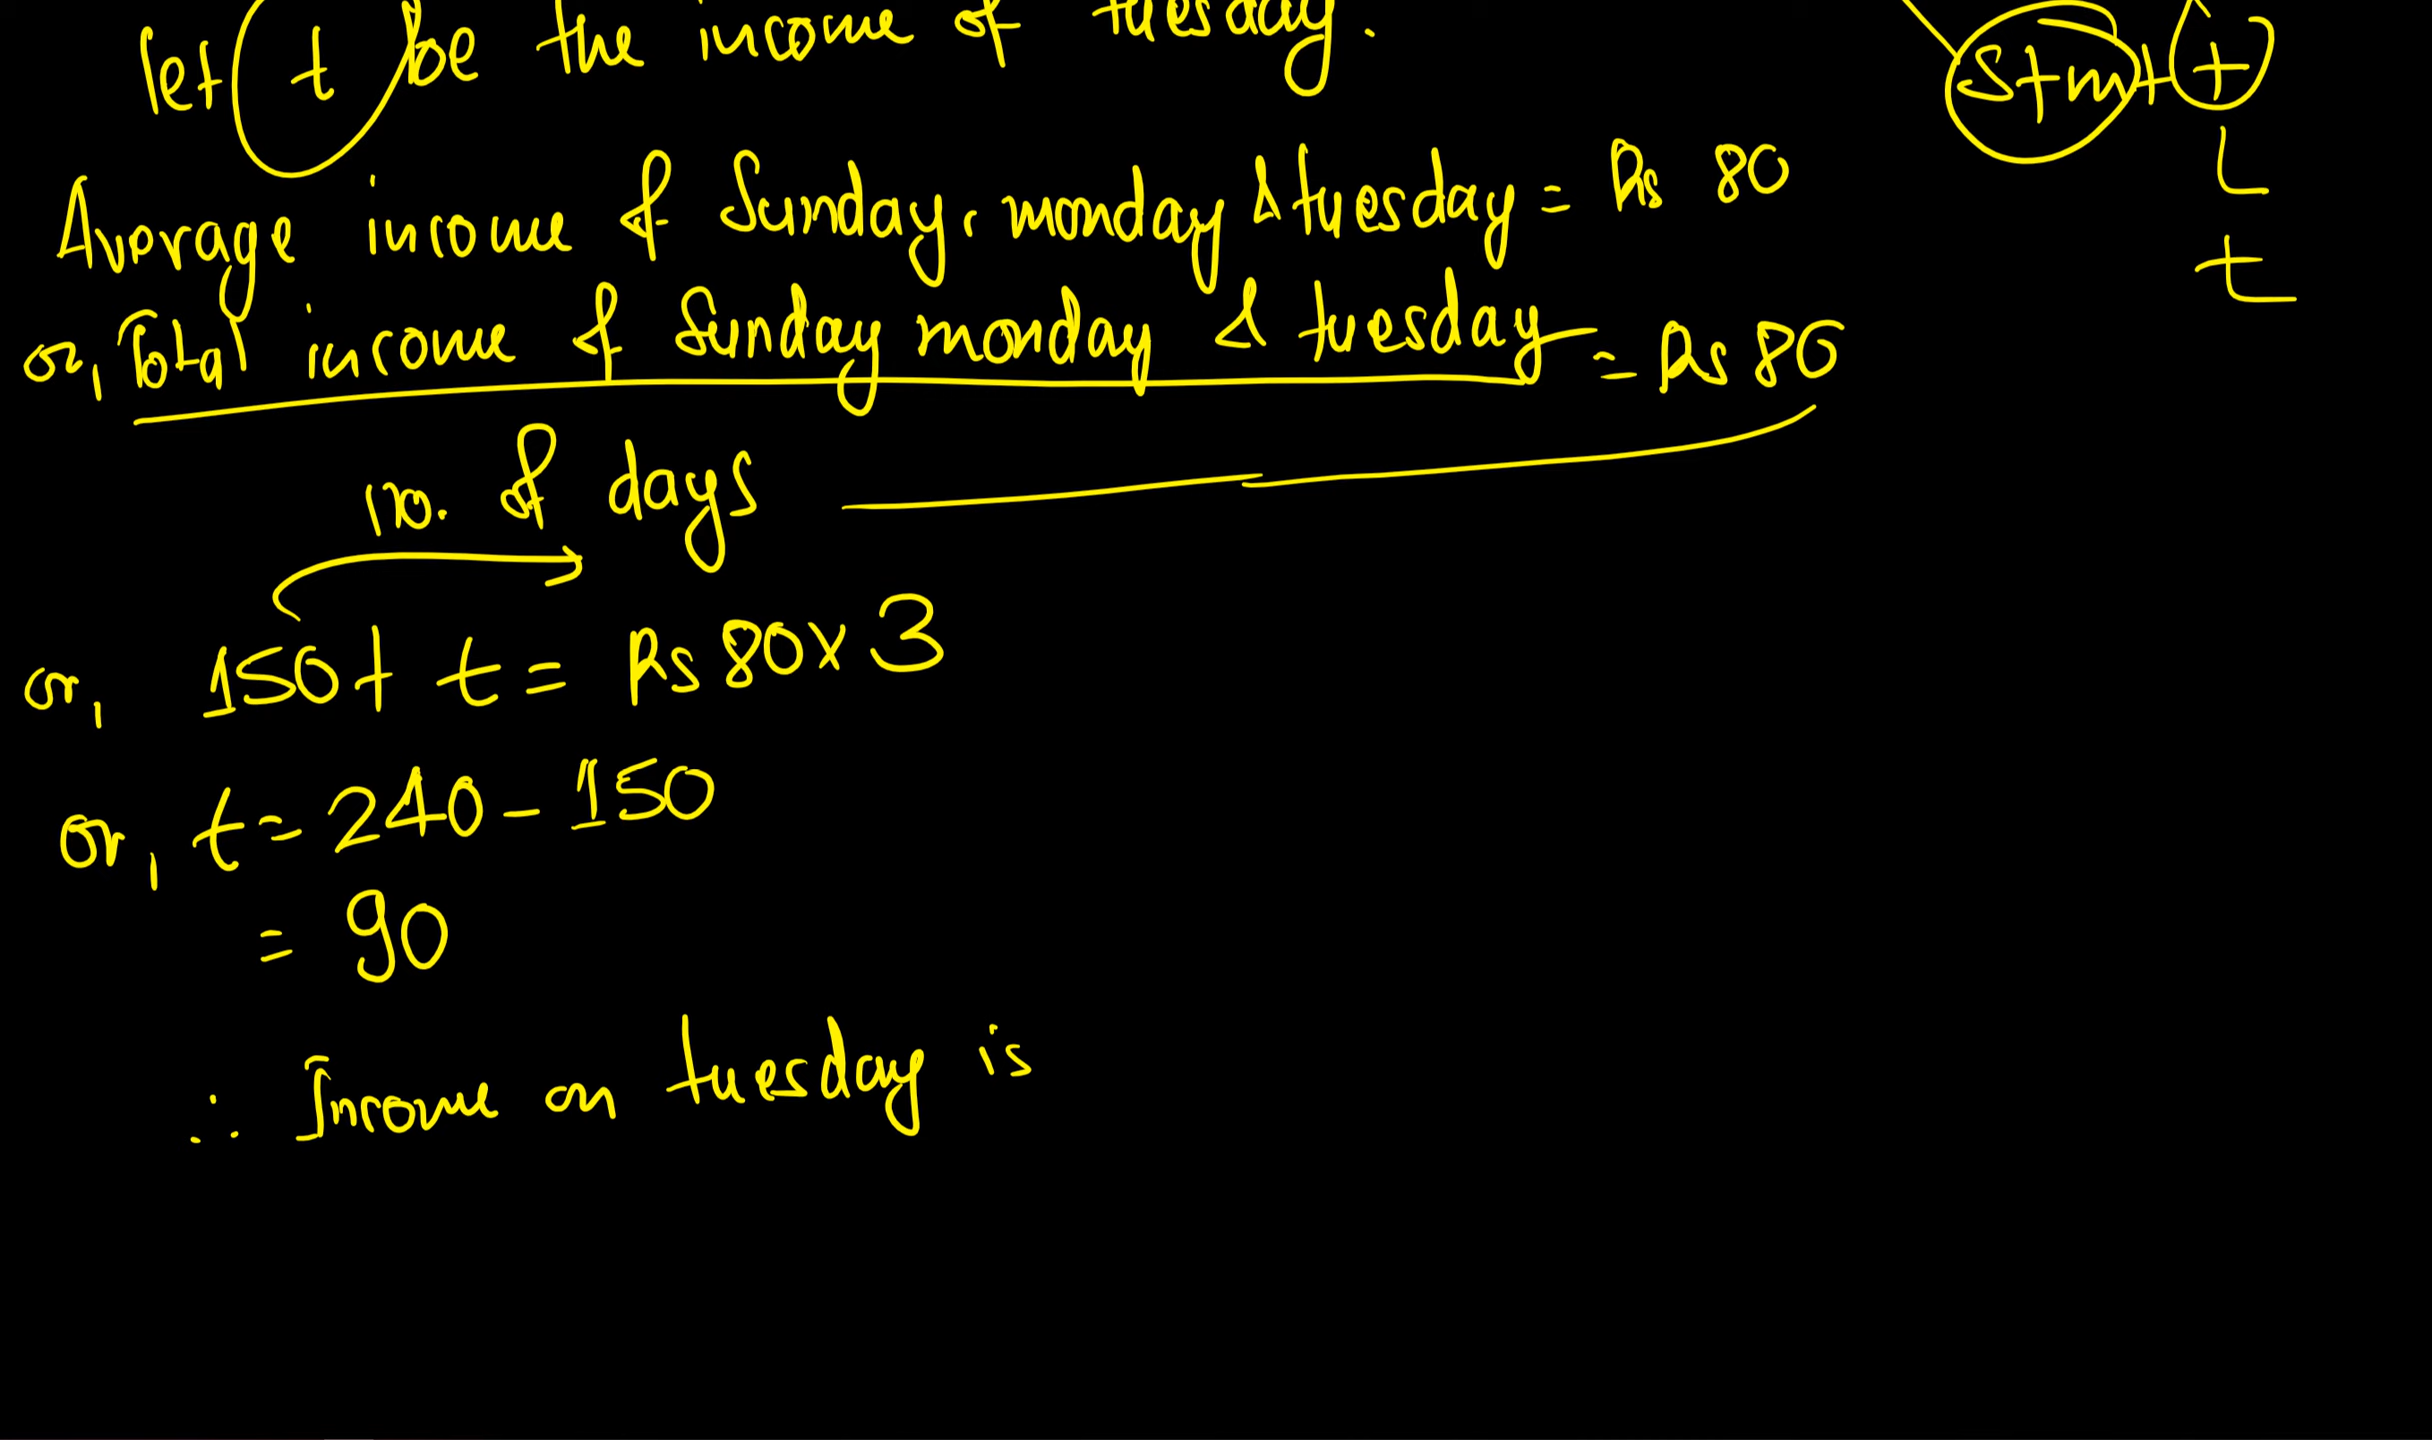 let t be the income of tuesday.
S+m+t
t
Average income of Sunday, monday & tuesday = Rs 80
or, Total income of Sunday monday & tuesday = Rs 80
no. of days
or, 150 + t = Rs 80 x 3
or, t = 240 - 150
= 90
∴ Income on tuesday is